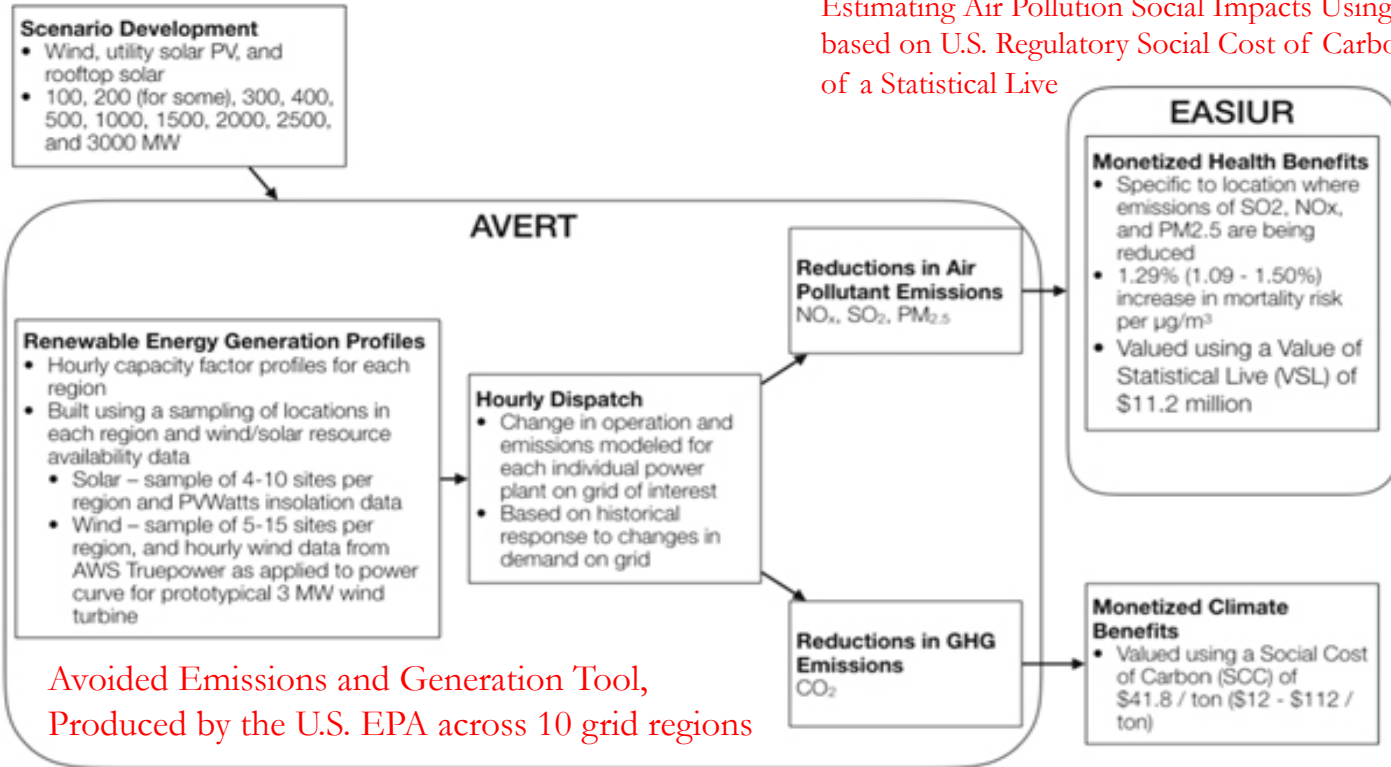 Estimating Air Pollution Social Impacts Using
based on U.S. Regulatory Social Cost of Carbo
of a Statistical Live
Scenario Development
• Wind, utility solar PV, and
rooftop solar
• 100, 200 (for some), 300, 400,
500, 1000, 1500, 2000, 2500,
and 3000 MW
AVERT
Renewable Energy Generation Profiles
• Hourly capacity factor profiles for each
region
• Built using a sampling of locations in
each region and wind/solar resource
availability data
• Solar – sample of 4-10 sites per
region and PVWatts insolation data
• Wind – sample of 5-15 sites per
region, and hourly wind data from
AWS Truepower as applied to power
curve for prototypical 3 MW wind
turbine
Hourly Dispatch
• Change in operation and
emissions modeled for
each individual power
plant on grid of interest
• Based on historical
response to changes in
demand on grid
Reductions in Air
Pollutant Emissions
NOₓ, SO₂, PM₂.₅
Reductions in GHG
Emissions
CO₂
Avoided Emissions and Generation Tool,
Produced by the U.S. EPA across 10 grid regions
EASIUR
Monetized Health Benefits
• Specific to location where
emissions of SO2, NOx,
and PM2.5 are being
reduced
• 1.29% (1.09 - 1.50%)
increase in mortality risk
per µg/m³
• Valued using a Value of
Statistical Live (VSL) of
$11.2 million
Monetized Climate
Benefits
• Valued using a Social Cost
of Carbon (SCC) of
$41.8 / ton ($12 - $112 /
ton)